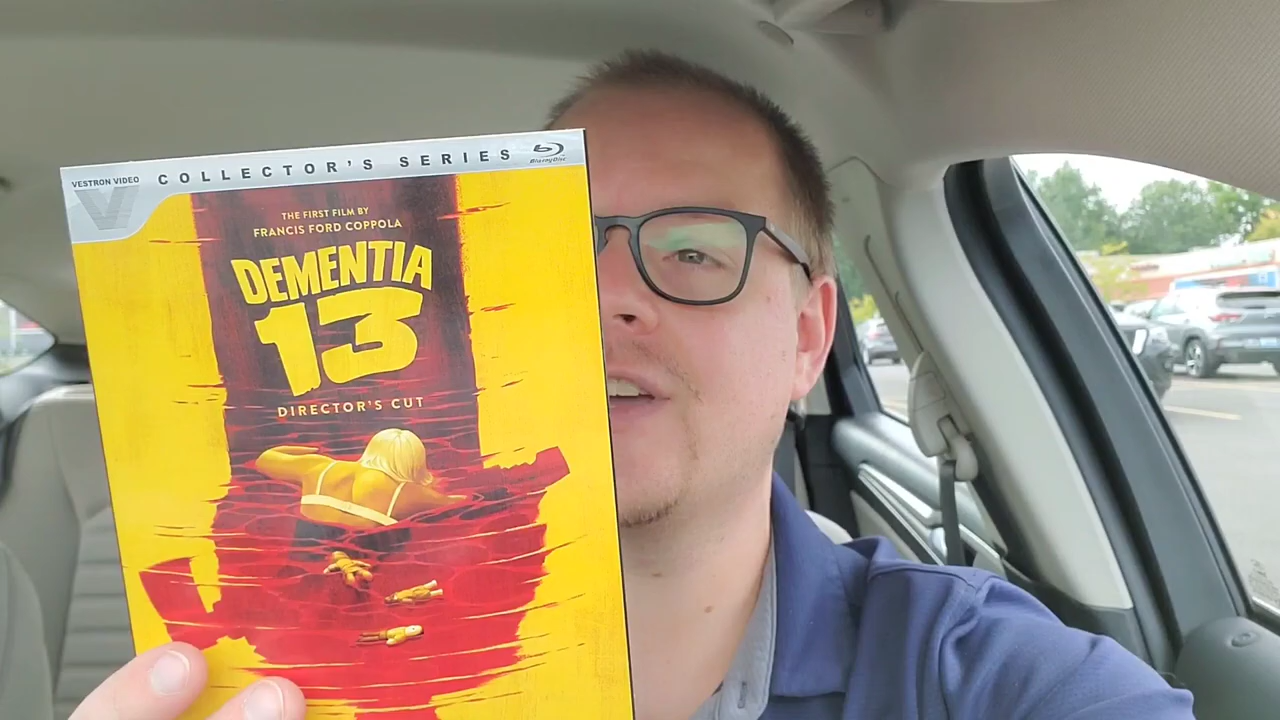 VESTRON VIDEO
COLLECTOR'S SERIES
Blu-ray Disc
THE FIRST FILM BY
FRANCIS FORD COPPOLA
DEMENTIA
13
DIRECTOR'S CUT